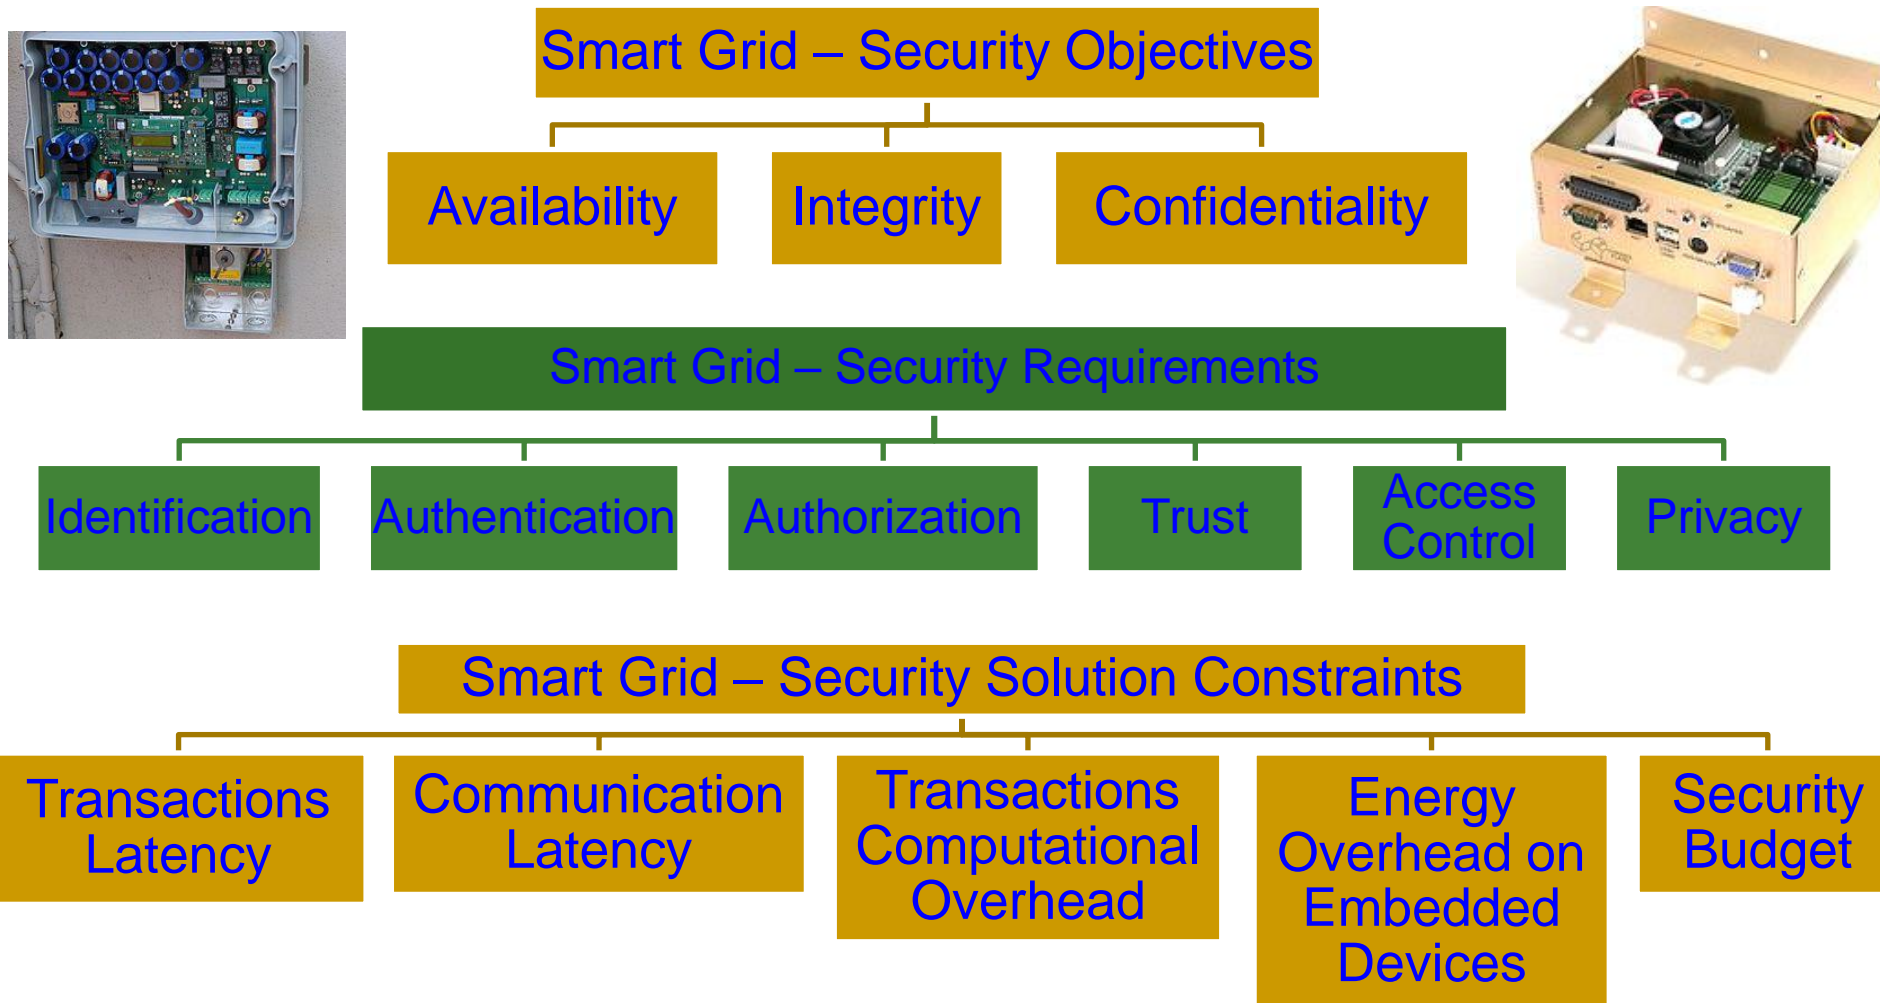 Smart Grid – Security Objectives
Availability
Integrity
Confidentiality
Smart Grid – Security Requirements
Identification
Authentication
Authorization
Trust
Access
Control
Privacy
Smart Grid – Security Solution Constraints
Transactions
Latency
Communication
Latency
Transactions
Computational
Overhead
Energy
Overhead on
Embedded
Devices
Security
Budget